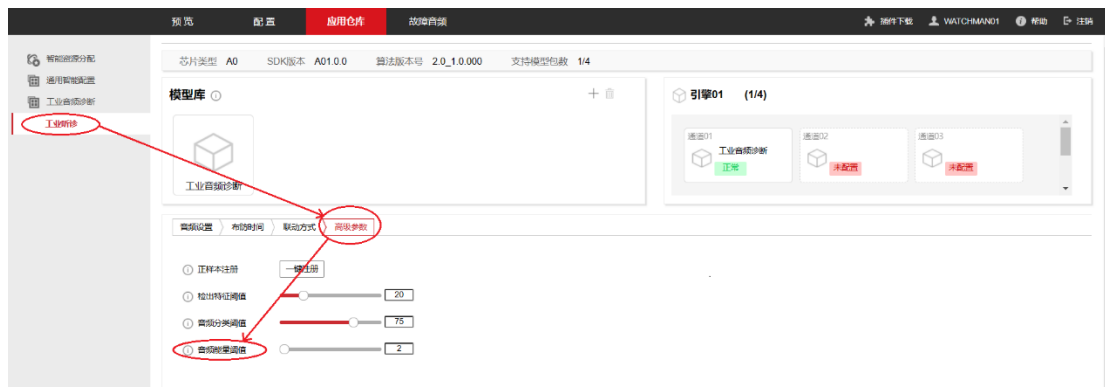 预览 配置 应用仓库 故障音频 插件下载 WATCHMAN01 帮助 注销
智能资源分配
通用智能配置
工业音频诊断
工业听诊
芯片类型 A0 SDK版本 A01.0.0 算法版本号 2.0_1.0.000 支持模型包数 1/4
模型库
工业音频诊断
引擎01 (1/4)
通道01 通道02 通道03
工业音频诊断
正常 未配置 未配置
音频设置 布防时间 联动方式 高级参数
正样本注册 一键注册
检出特征阈值 20
音频分类阈值 75
音频能量阈值 2